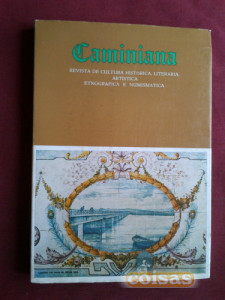 Caminiana
REVISTA DE CULTURA HISTÓRICA, LITERÁRIA,
ARTÍSTICA
ETNOGRÁFICA E NUMISMÁTICA
coisas